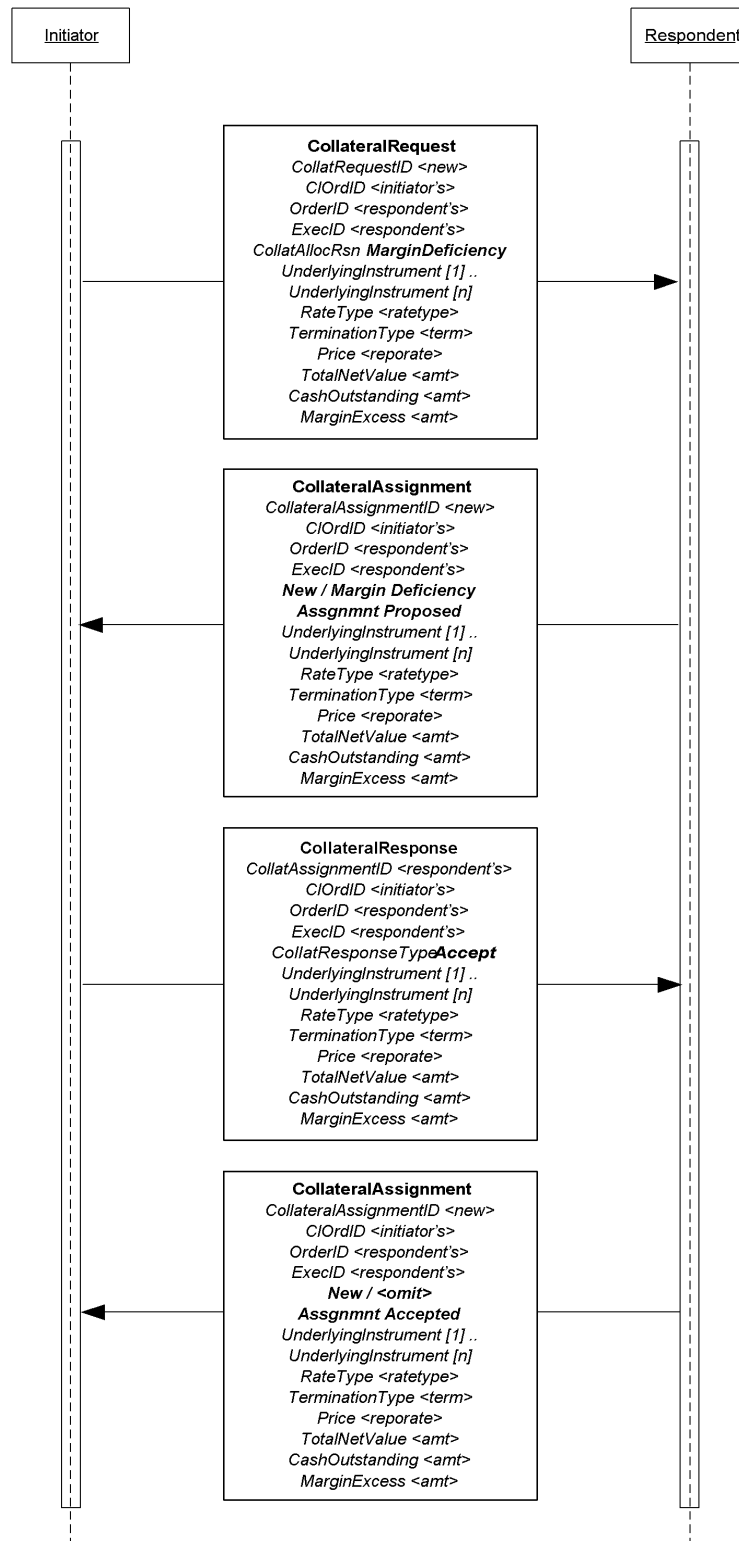 Initiator
Respondent
CollateralRequest
CollatRequestID <new>
ClOrdID <initiator's>
OrderID <respondent's>
ExecID <respondent's>
CollatAllocRsn MarginDeficiency
UnderlyingInstrument [1] ..
UnderlyingInstrument [n]
RateType <ratetype>
TerminationType <term>
Price <reporate>
TotalNetValue <amt>
CashOutstanding <amt>
MarginExcess <amt>
CollateralAssignment
CollateralAssignmentID <new>
ClOrdID <initiator's>
OrderID <respondent's>
ExecID <respondent's>
New / Margin Deficiency
Assgnmnt Proposed
UnderlyingInstrument [1] ..
UnderlyingInstrument [n]
RateType <ratetype>
TerminationType <term>
Price <reporate>
TotalNetValue <amt>
CashOutstanding <amt>
MarginExcess <amt>
CollateralResponse
CollatAssignmentID <respondent's>
ClOrdID <initiator's>
OrderID <respondent's>
ExecID <respondent's>
CollatResponseType Accept
UnderlyingInstrument [1] ..
UnderlyingInstrument [n]
RateType <ratetype>
TerminationType <term>
Price <reporate>
TotalNetValue <amt>
CashOutstanding <amt>
MarginExcess <amt>
CollateralAssignment
CollateralAssignmentID <new>
ClOrdID <initiator's>
OrderID <respondent's>
ExecID <respondent's>
New / <omit>
Assgnmnt Accepted
UnderlyingInstrument [1] ..
UnderlyingInstrument [n]
RateType <ratetype>
TerminationType <term>
Price <reporate>
TotalNetValue <amt>
CashOutstanding <amt>
MarginExcess <amt>